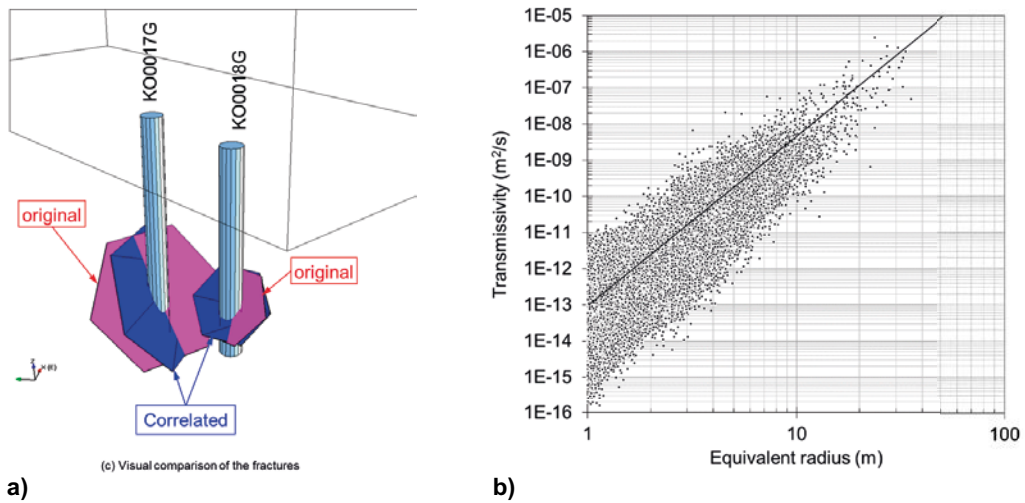 KO0017G
KO0018G
original
original
Z
X (E)
Correlated
(c) Visual comparison of the fractures
a)
1E-05
1E-06
1E-07
1E-08
1E-09
1E-10
1E-11
1E-12
1E-13
1E-14
1E-15
1E-16
Transmissivity (m²/s)
1
10
100
Equivalent radius (m)
b)